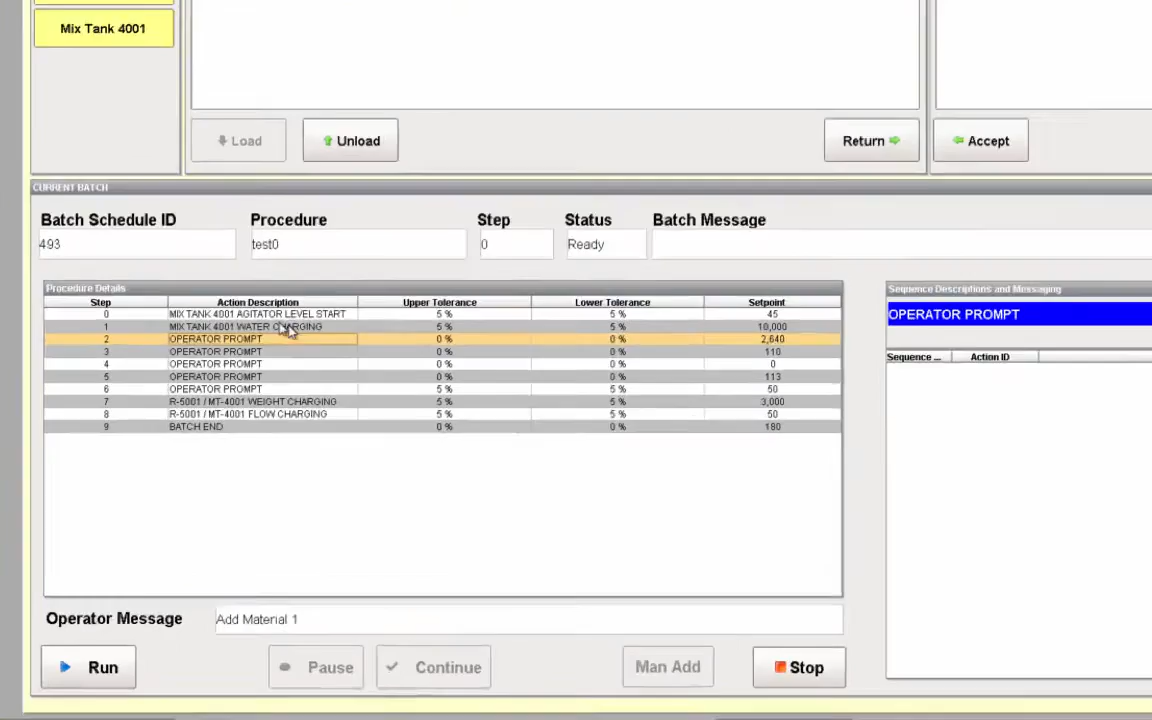 Mix Tank 4001
Load
Unload
Return
Accept
CURRENT BATCH
Batch Schedule ID Procedure Step Status Batch Message
493 test0 0 Ready
Procedure Details
Step Action Description Upper Tolerance Lower Tolerance Setpoint
0 MIX TANK 4001 AGITATOR LEVEL START 5 % 5 % 45
1 MIX TANK 4001 WATER CHARGING 5 % 5 % 10,000
2 OPERATOR PROMPT 0 % 0 % 2,640
3 OPERATOR PROMPT 0 % 0 % 110
4 OPERATOR PROMPT 0 % 0 % 0
5 OPERATOR PROMPT 0 % 0 % 113
6 OPERATOR PROMPT 5 % 5 % 50
7 R-5001 / MT-4001 WEIGHT CHARGING 5 % 5 % 3,000
8 R-5001 / MT-4001 FLOW CHARGING 5 % 5 % 50
9 BATCH END 0 % 0 % 180
Sequence Descriptions and Messaging
OPERATOR PROMPT
Sequence ... Action ID
Operator Message Add Material 1
Run
Pause
Continue
Man Add
Stop